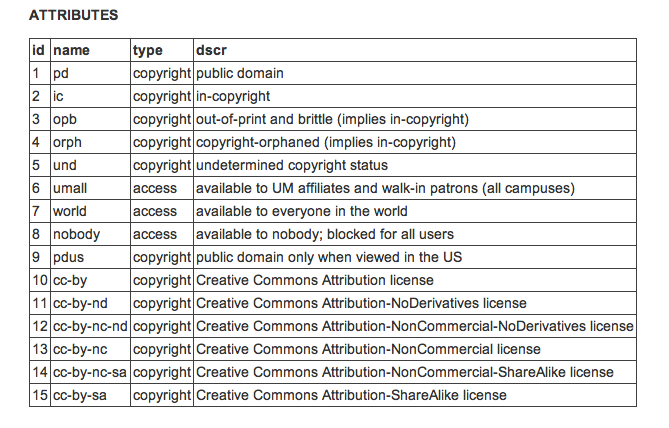 ATTRIBUTES
id name type dscr
1 pd copyright public domain
2 ic copyright in-copyright
3 opb copyright out-of-print and brittle (implies in-copyright)
4 orph copyright copyright-orphaned (implies in-copyright)
5 und copyright undetermined copyright status
6 umall access available to UM affiliates and walk-in patrons (all campuses)
7 world access available to everyone in the world
8 nobody access available to nobody; blocked for all users
9 pdus copyright public domain only when viewed in the US
10 cc-by copyright Creative Commons Attribution license
11 cc-by-nd copyright Creative Commons Attribution-NoDerivatives license
12 cc-by-nc-nd copyright Creative Commons Attribution-NonCommercial-NoDerivatives license
13 cc-by-nc copyright Creative Commons Attribution-NonCommercial license
14 cc-by-nc-sa copyright Creative Commons Attribution-NonCommercial-ShareAlike license
15 cc-by-sa copyright Creative Commons Attribution-ShareAlike license